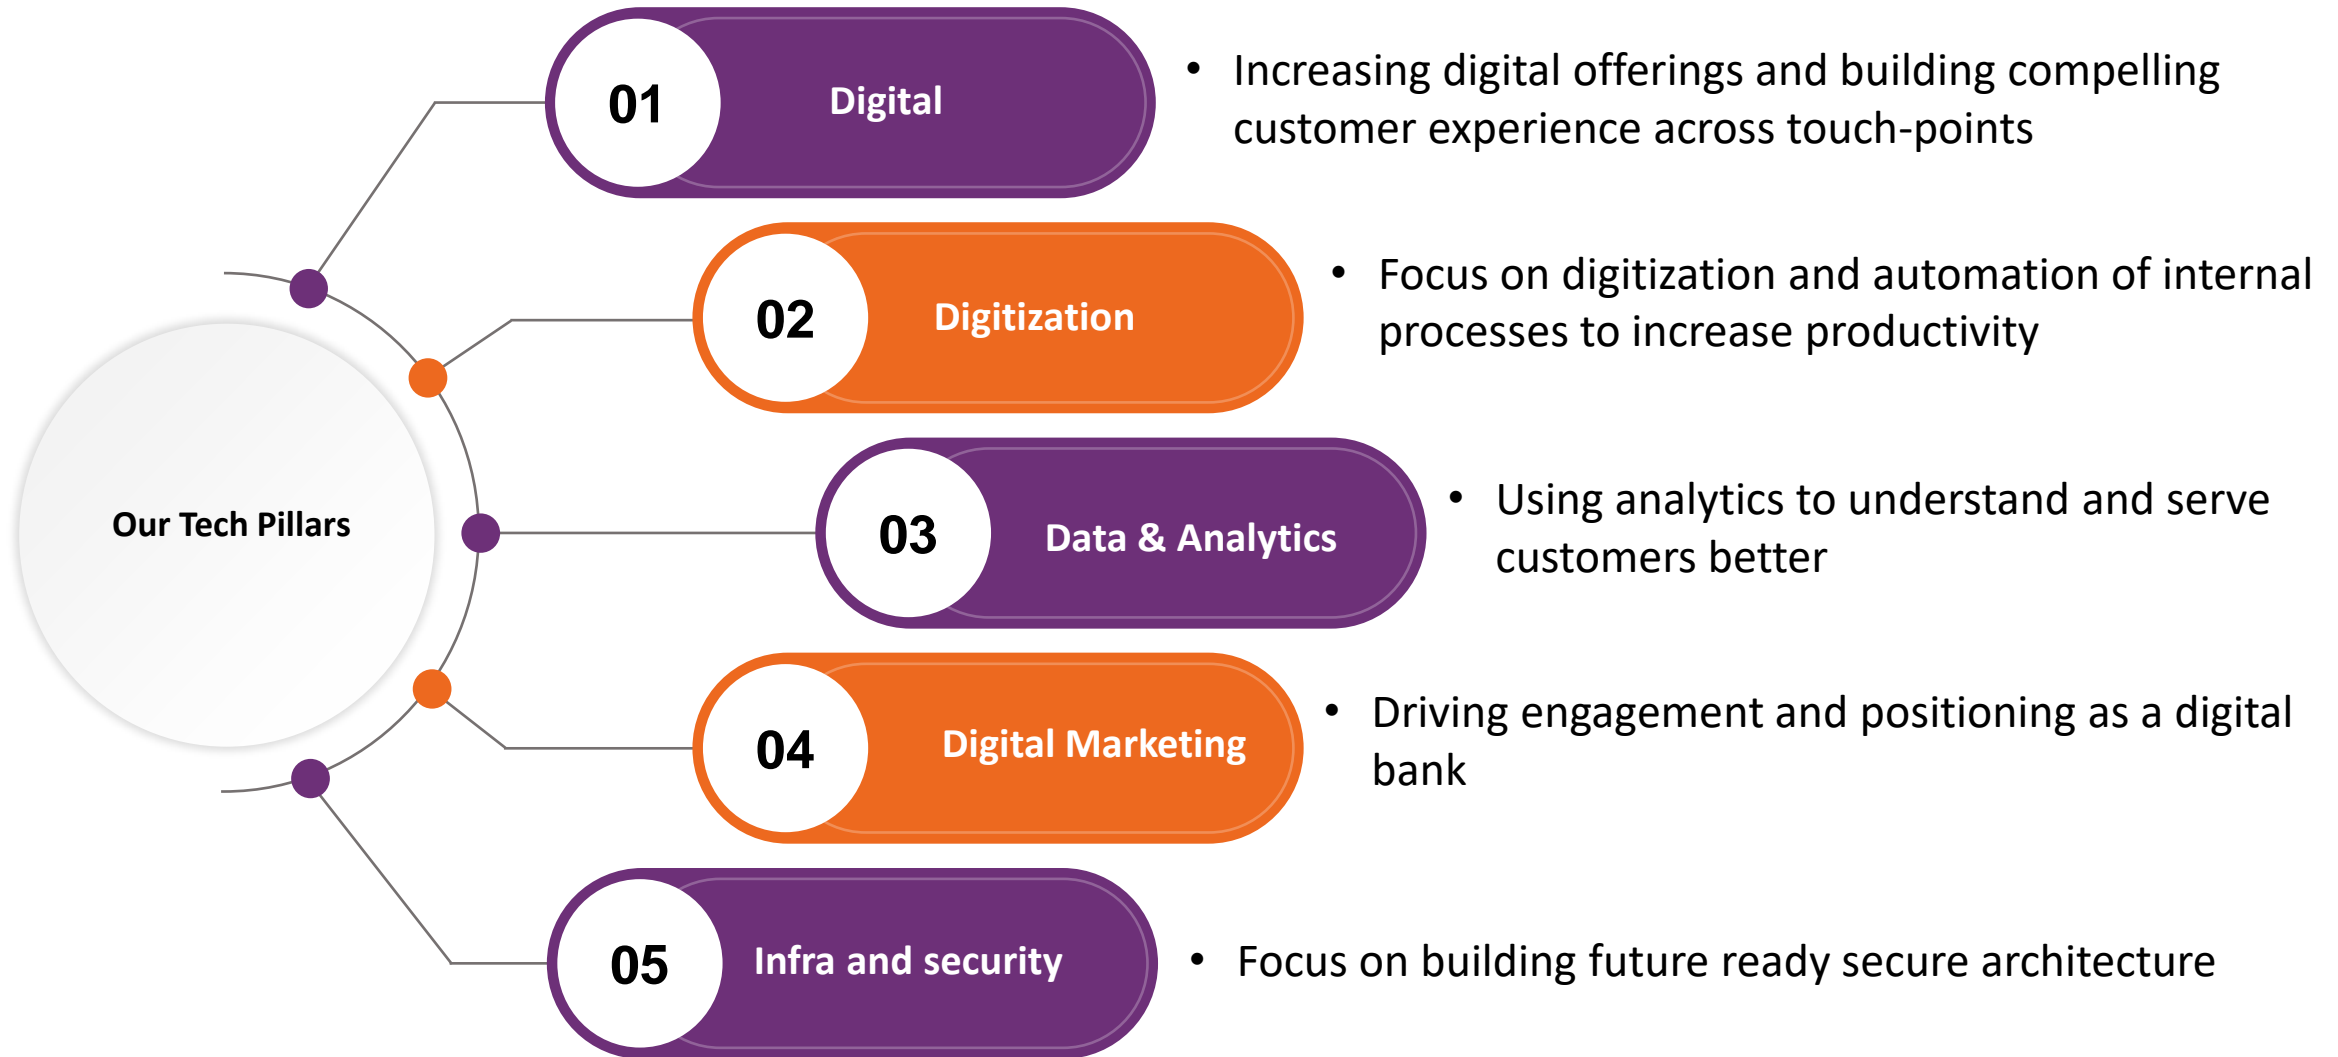 Our Tech Pillars
01
Digital
• Increasing digital offerings and building compelling
customer experience across touch-points
02
Digitization
• Focus on digitization and automation of internal
processes to increase productivity
03
Data & Analytics
• Using analytics to understand and serve
customers better
04
Digital Marketing
• Driving engagement and positioning as a digital
bank
05
Infra and security
• Focus on building future ready secure architecture